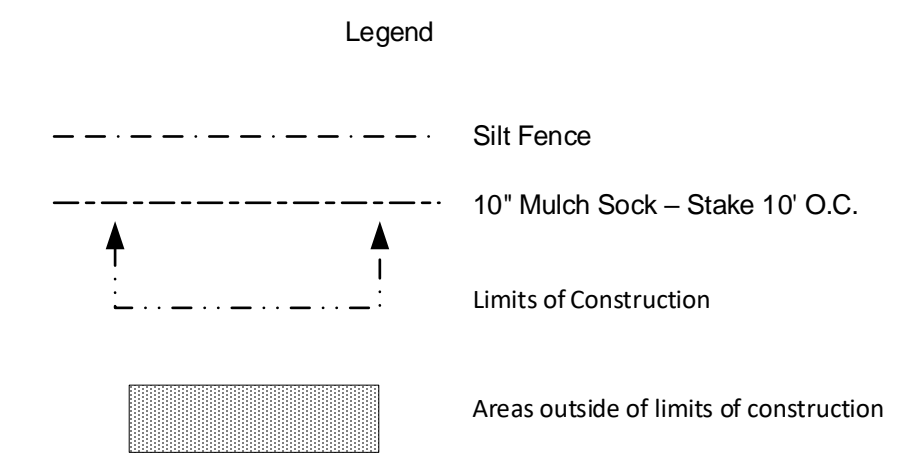 Legend
Silt Fence
10" Mulch Sock – Stake 10' O.C.
Limits of Construction
Areas outside of limits of construction